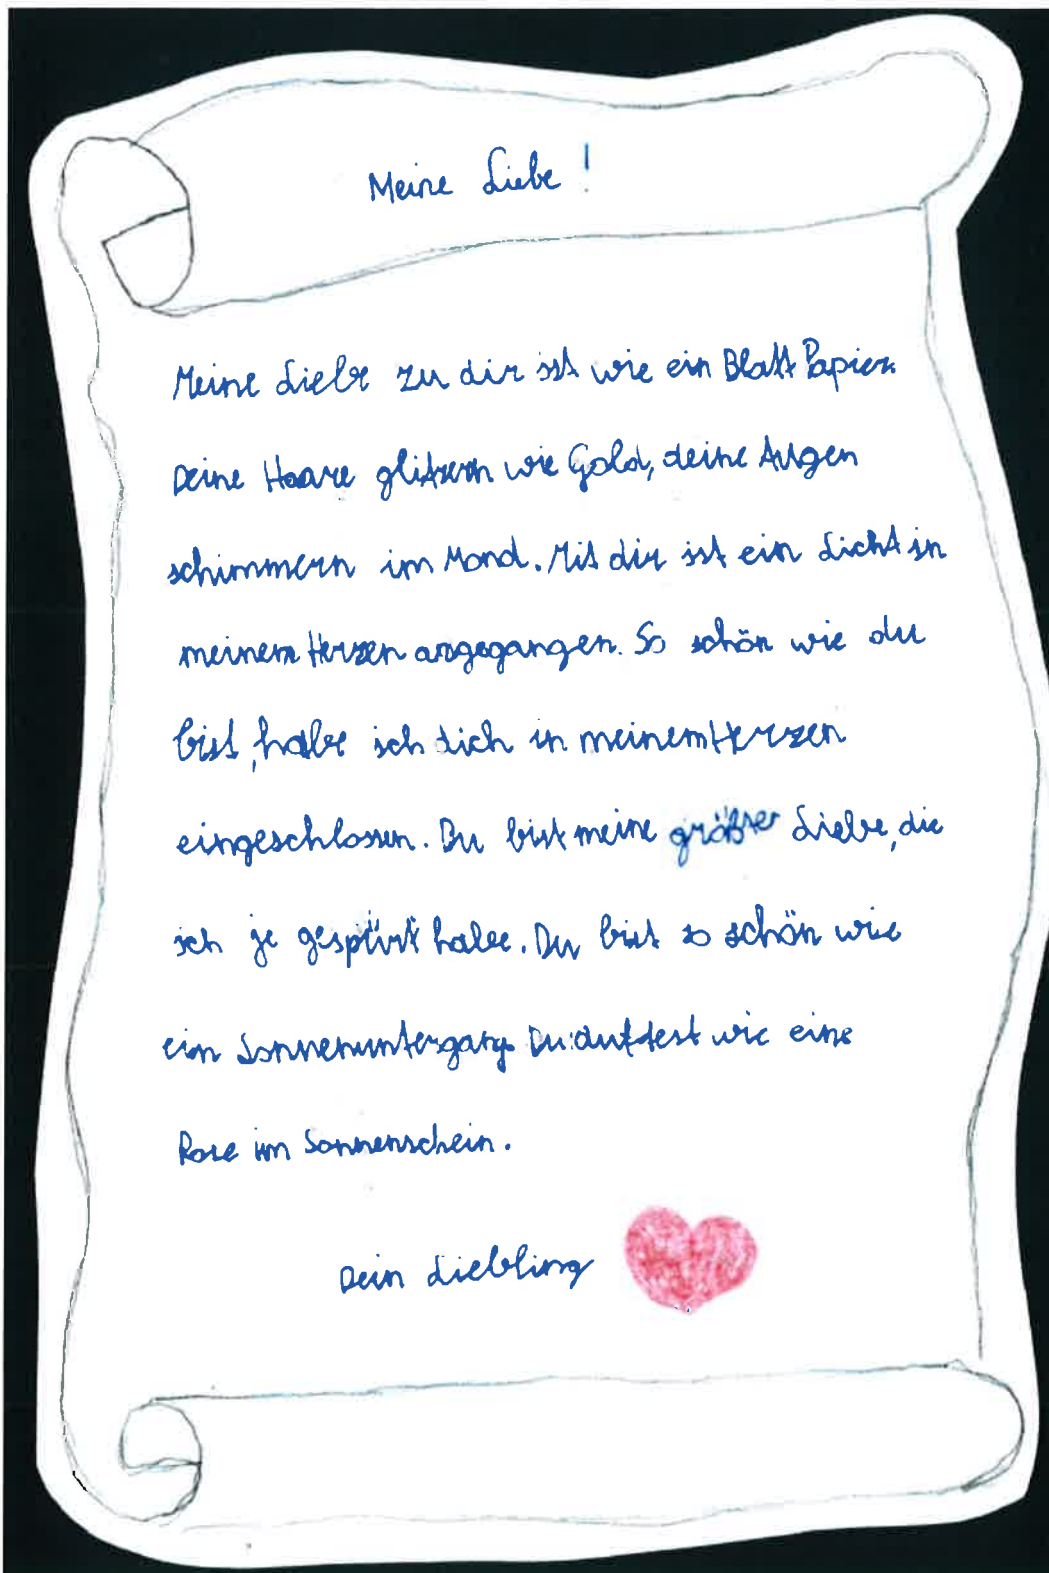 Meine Liebe!
Meine Liebe zu dir ist wie ein Blatt Papier.
Deine Haare glitzern wie Gold, deine Augen
schimmern im Mond. Mit dir ist ein Licht in
meinem Herzen angegangen. So schön wie du
bist, habe ich dich in meinem Herzen
eingeschlossen. Du bist meine größter Liebe, die
ich je gespürt habe. Du bist so schön wie
ein Sonnenuntergang. Du duftest wie eine
Rose im Sonnenschein.
Dein Liebling